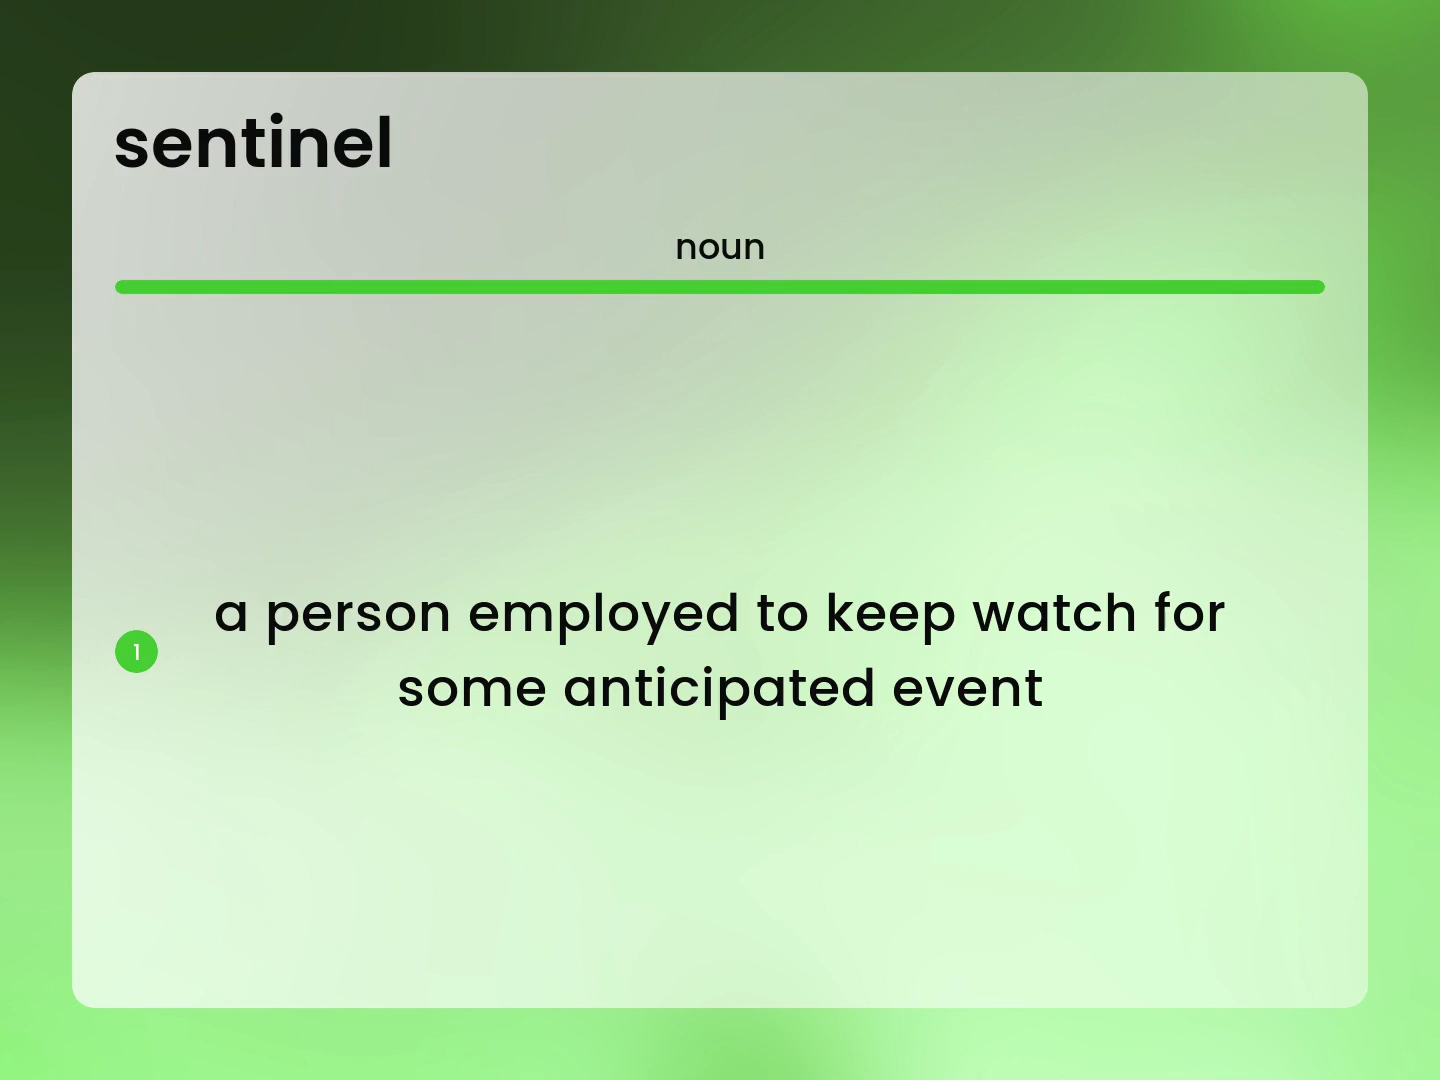 sentinel
noun
1
a person employed to keep watch for
some anticipated event